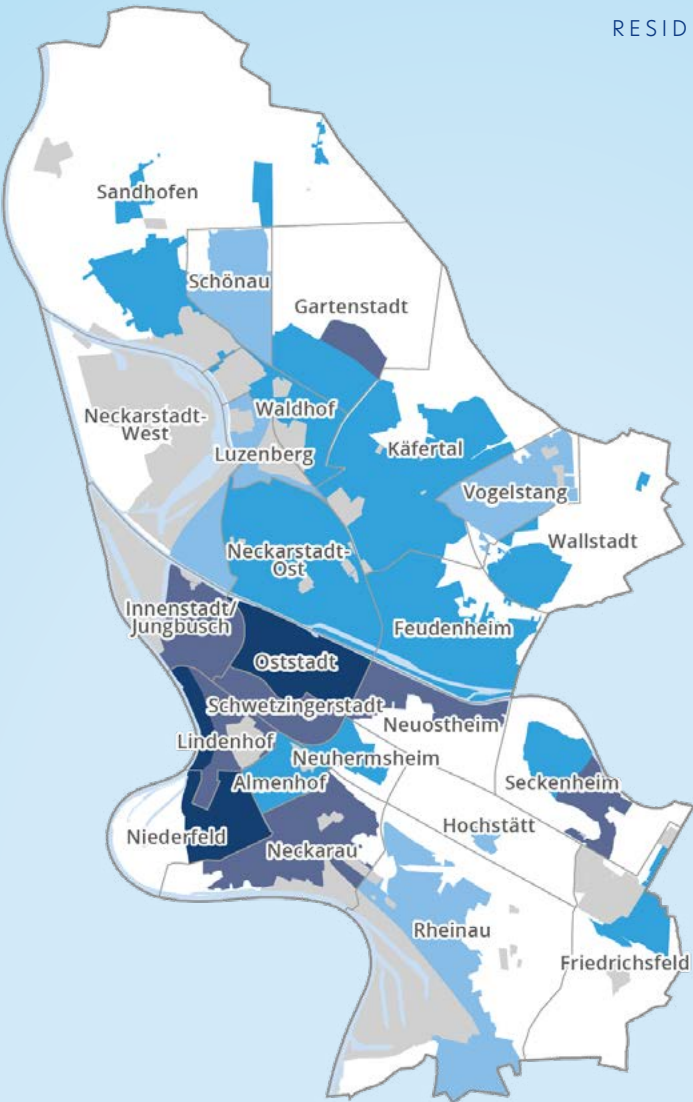 RESID
Sandhofen
Schönau
Gartenstadt
Neckarstadt-
West
Waldhof
Luzenberg
Käfertal
Vogelstang
Wallstadt
Neckarstadt-
Ost
Feudenheim
Innenstadt/
Jungbusch
Oststadt
Schwetzingerstadt
Neuostheim
Lindenhof
Neuhermsheim
Almenhof
Seckenheim
Niederfeld
Neckarau
Hochstätt
Rheinau
Friedrichsfeld